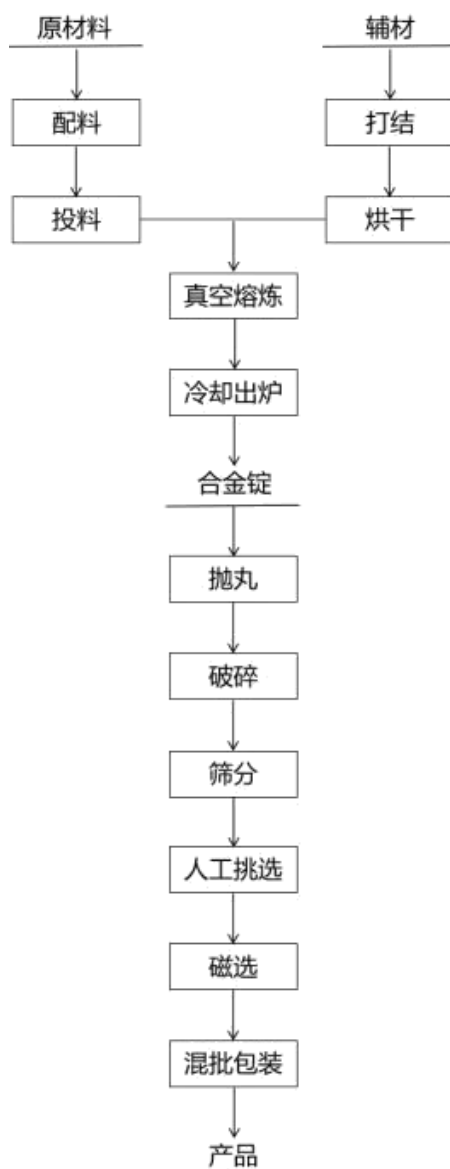 原材料
辅材
配料
打结
投料
烘干
真空熔炼
冷却出炉
合金锭
抛丸
破碎
筛分
人工挑选
磁选
混批包装
产品